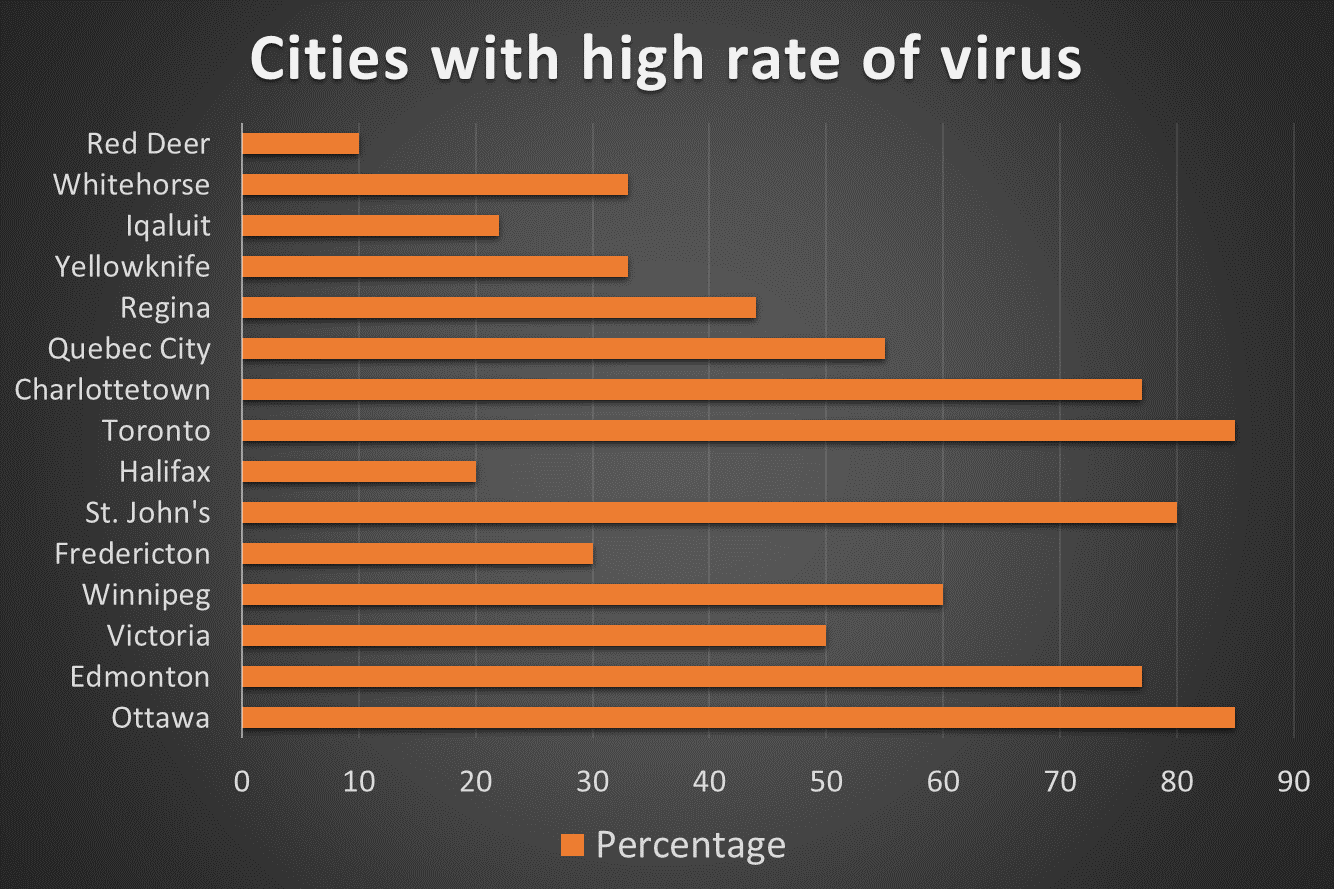 Cities with high rate of virus
Red Deer
Whitehorse
Iqaluit
Yellowknife
Regina
Quebec City
Charlottetown
Toronto
Halifax
St. John's
Fredericton
Winnipeg
Victoria
Edmonton
Ottawa
0 10 20 30 40 50 60 70 80 90
Percentage